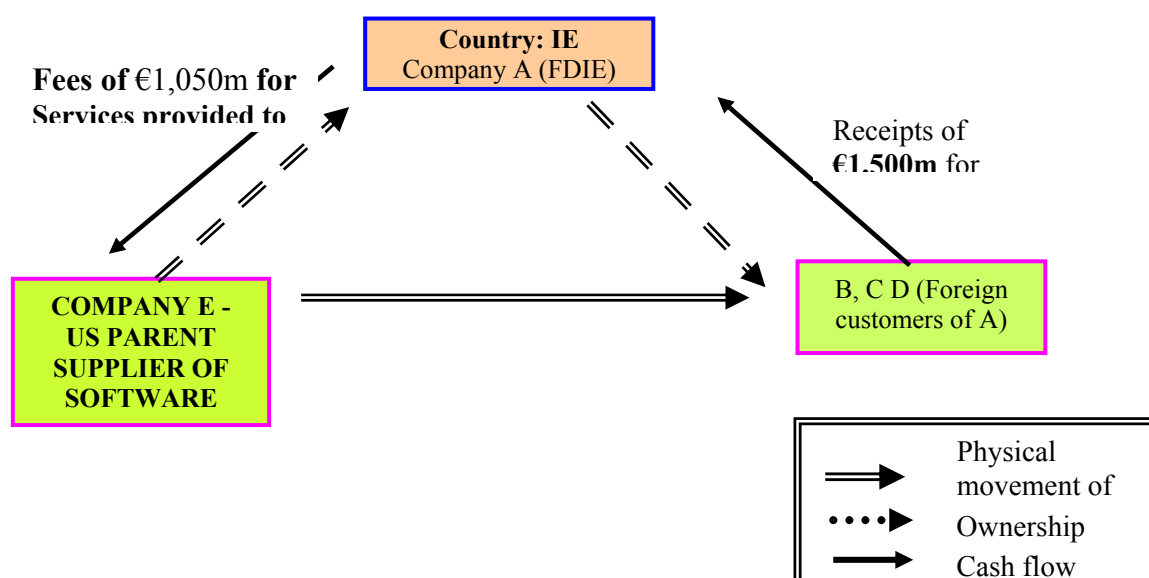 Country: IE
Company A (FDIE)
Fees of €1,050m for
Services provided to
Receipts of
€1,500m for
COMPANY E -
US PARENT
SUPPLIER OF
SOFTWARE
B, C D (Foreign
customers of A)
Physical
movement of
Ownership
Cash flow